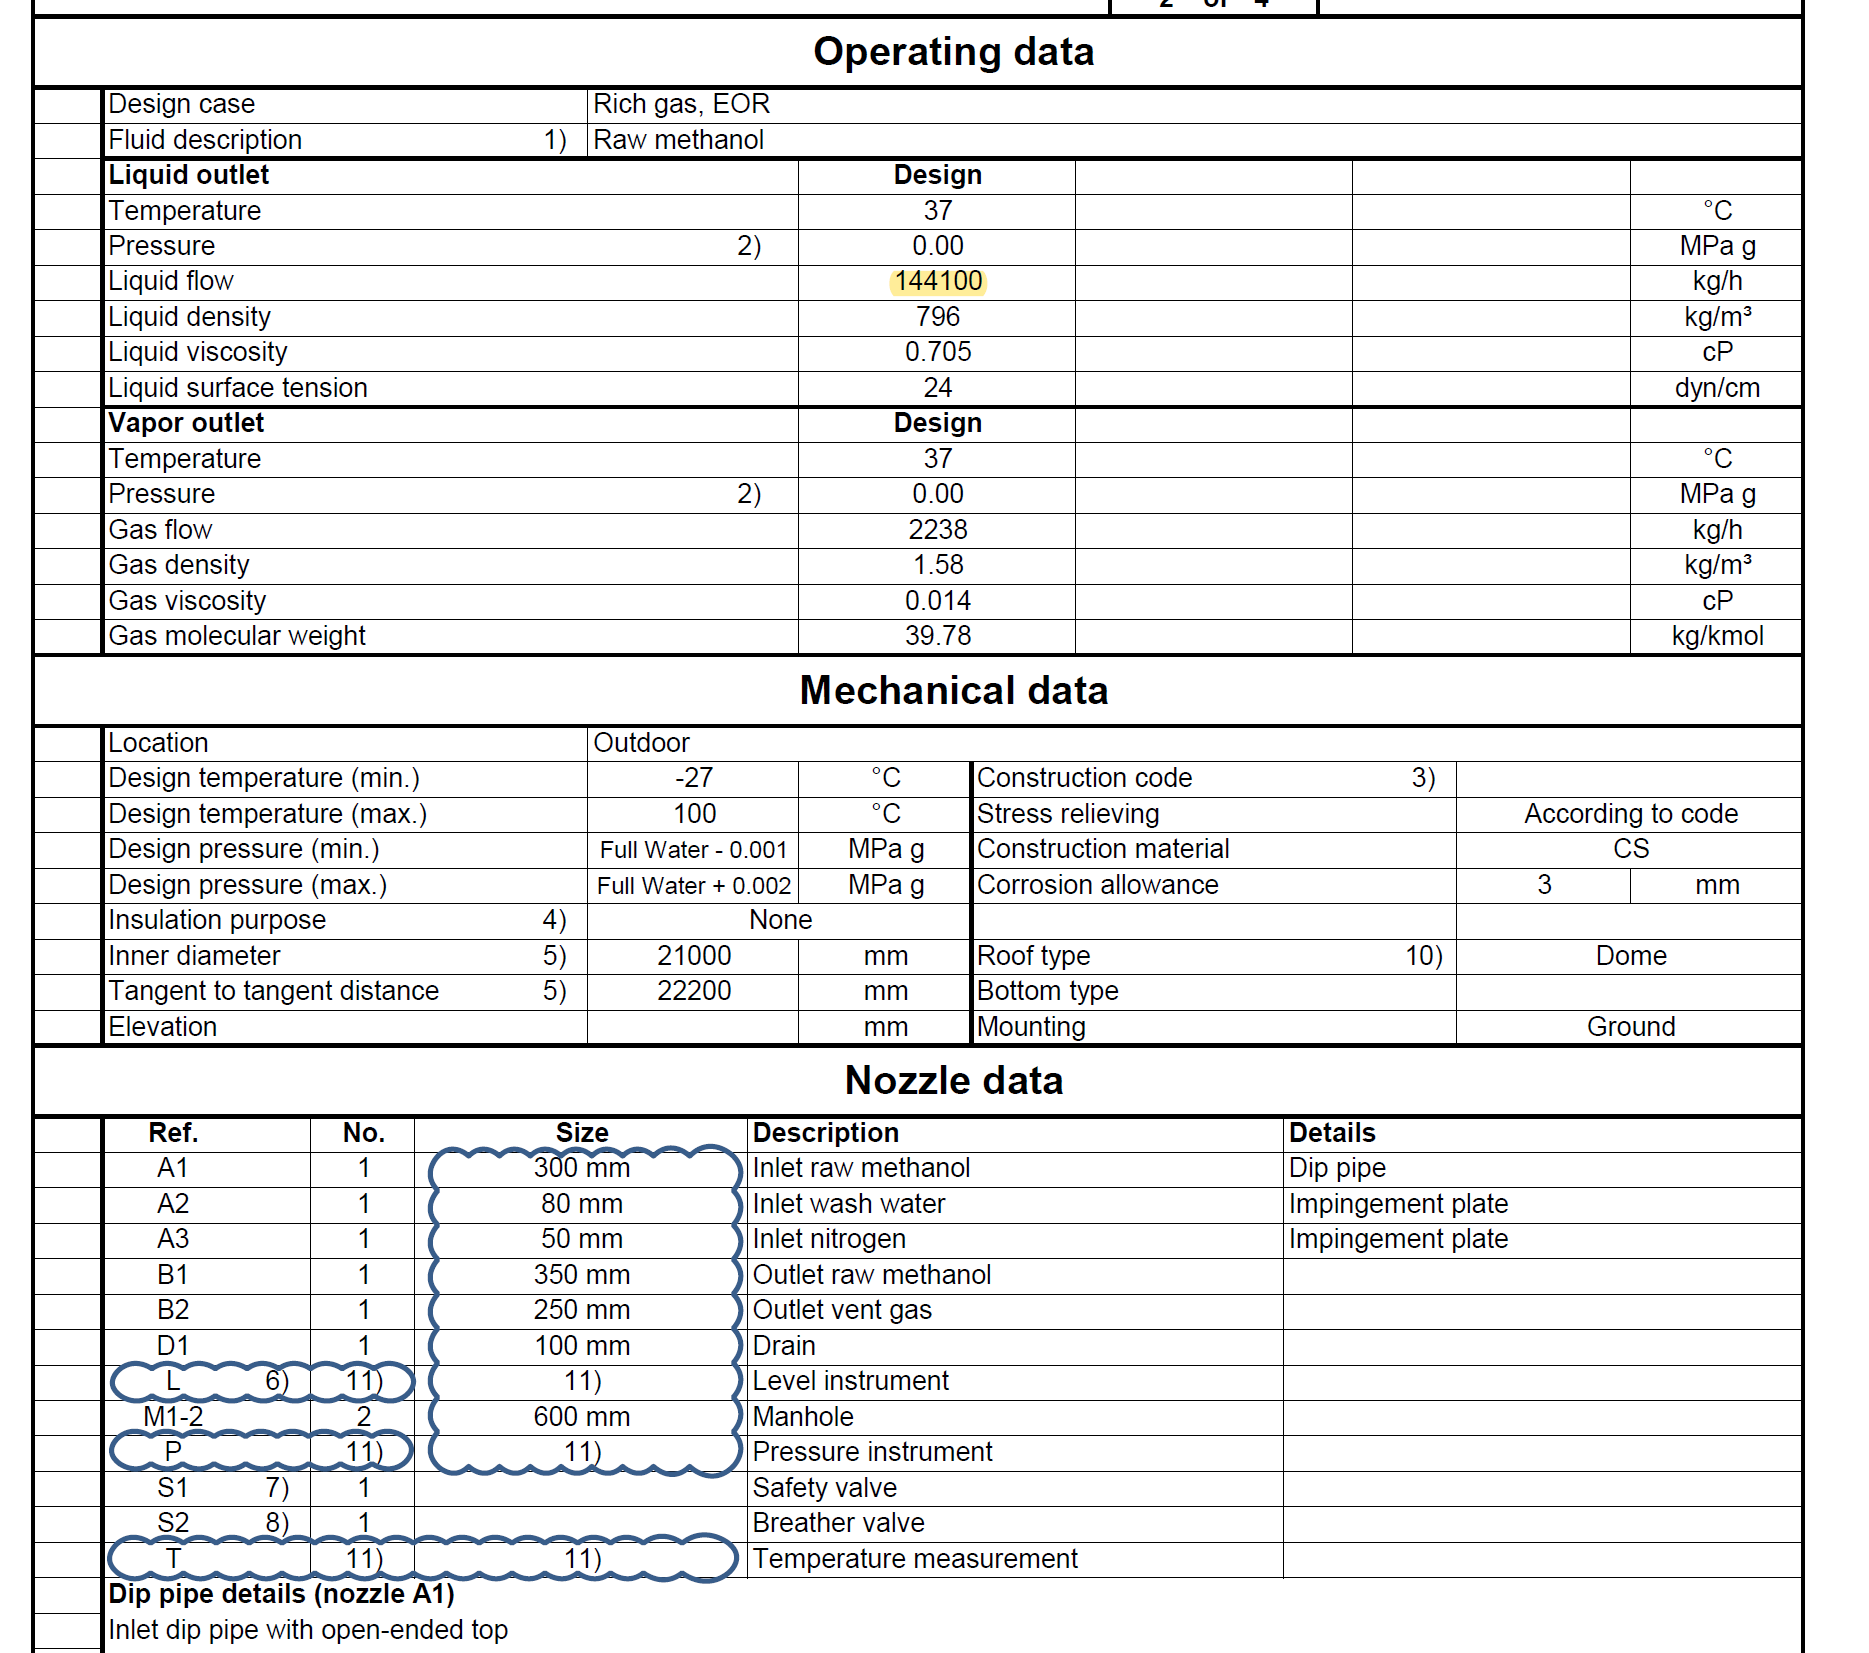 2 of 4
Operating data
Design case Rich gas, EOR
Fluid description 1) Raw methanol
Liquid outlet Design
Temperature 37 °C
Pressure 2) 0.00 MPa g
Liquid flow 144100 kg/h
Liquid density 796 kg/m³
Liquid viscosity 0.705 cP
Liquid surface tension 24 dyn/cm
Vapor outlet Design
Temperature 37 °C
Pressure 2) 0.00 MPa g
Gas flow 2238 kg/h
Gas density 1.58 kg/m³
Gas viscosity 0.014 cP
Gas molecular weight 39.78 kg/kmol
Mechanical data
Location Outdoor
Design temperature (min.) -27 °C Construction code 3)
Design temperature (max.) 100 °C Stress relieving According to code
Design pressure (min.) Full Water - 0.001 MPa g Construction material CS
Design pressure (max.) Full Water + 0.002 MPa g Corrosion allowance 3 mm
Insulation purpose 4) None
Inner diameter 5) 21000 mm Roof type 10) Dome
Tangent to tangent distance 5) 22200 mm Bottom type
Elevation mm Mounting Ground
Nozzle data
Ref. No. Size Description Details
A1 1 300 mm Inlet raw methanol Dip pipe
A2 1 80 mm Inlet wash water Impingement plate
A3 1 50 mm Inlet nitrogen Impingement plate
B1 1 350 mm Outlet raw methanol
B2 1 250 mm Outlet vent gas
D1 1 100 mm Drain
L 6) 11) 11) Level instrument
M1-2 2 600 mm Manhole
P 11) 11) Pressure instrument
S1 7) 1 Safety valve
S2 8) 1 Breather valve
T 11) 11) Temperature measurement
Dip pipe details (nozzle A1)
Inlet dip pipe with open-ended top